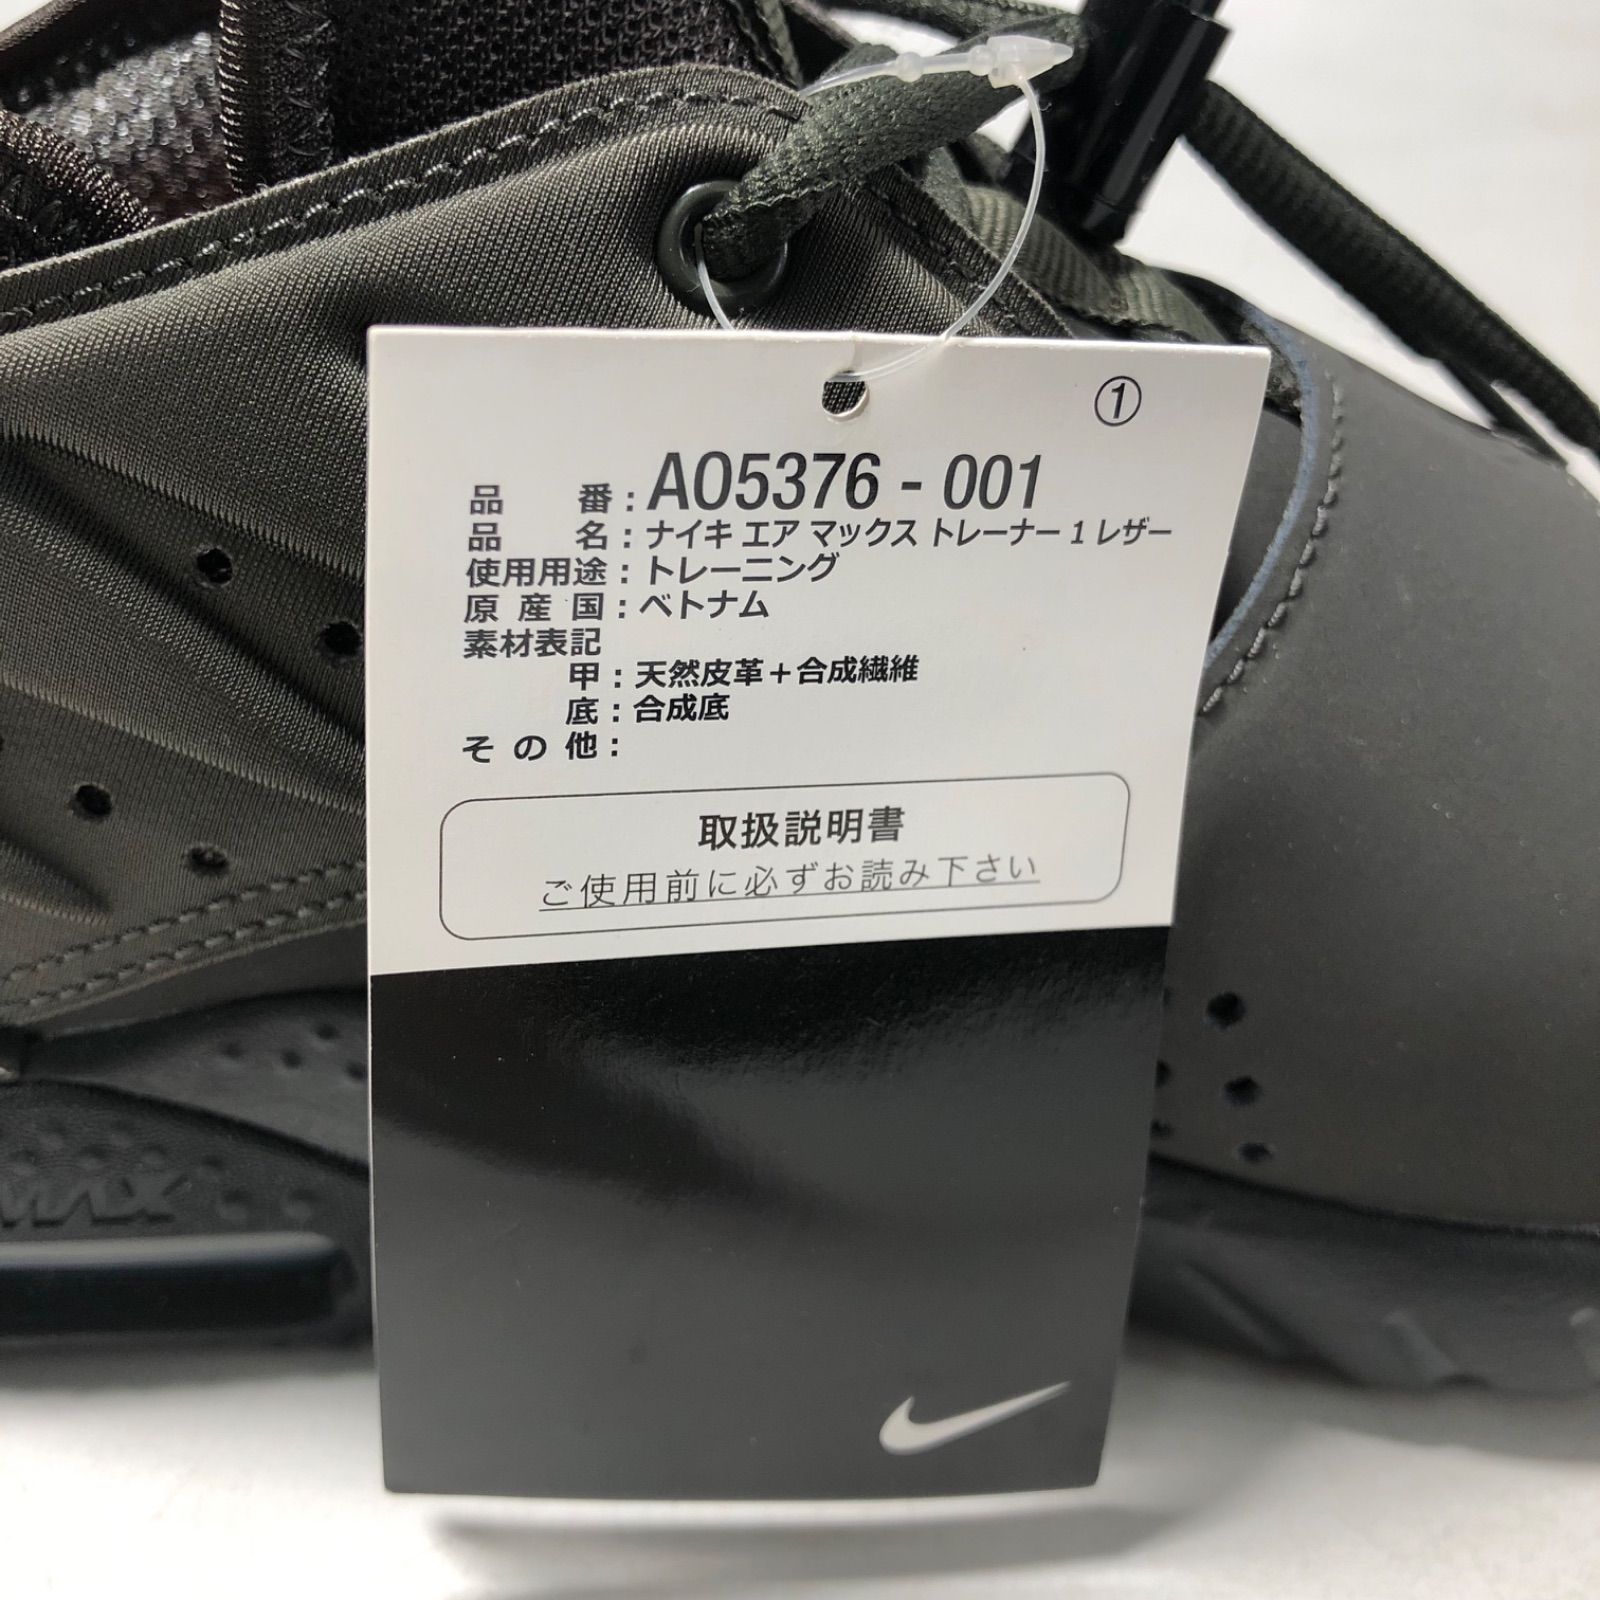 ①
品 番：AO5376 - 001
品 名：ナイキ エア マックス トレーナー 1 レザー
使用用途：トレーニング
原 産 国：ベトナム
素材表記
甲：天然皮革＋合成繊維
底：合成底
そ の 他：
取扱説明書
ご使用前に必ずお読み下さい
MAX